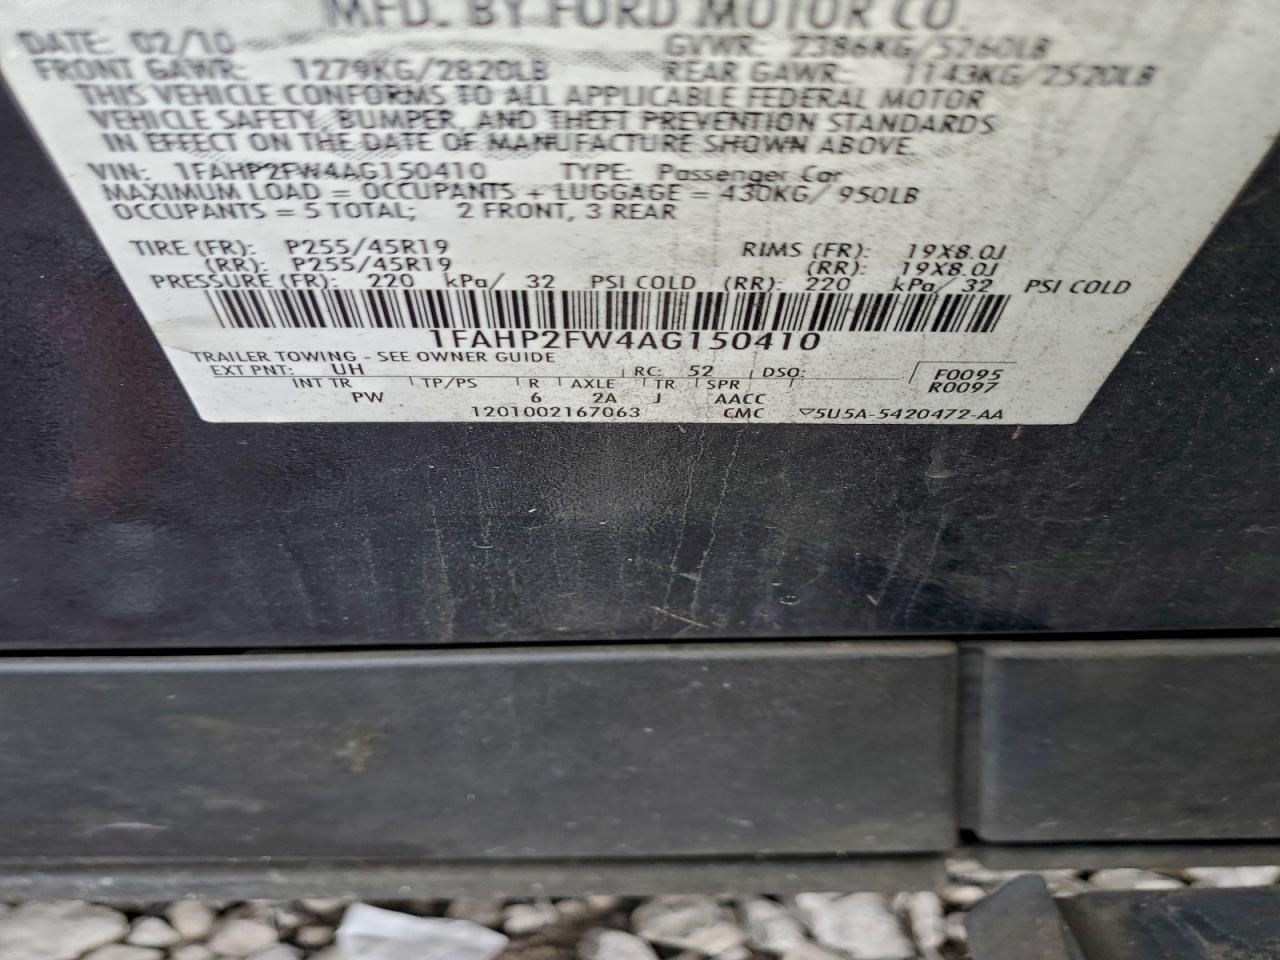 MFD. BY FORD MOTOR CO.
DATE: 02/10 GVWR: 2386KG/5260LB
FRONT GAWR: 1279KG/2820LB REAR GAWR: 1143KG/2520LB
THIS VEHICLE CONFORMS TO ALL APPLICABLE FEDERAL MOTOR
VEHICLE SAFETY, BUMPER, AND THEFT PREVENTION STANDARDS
IN EFFECT ON THE DATE OF MANUFACTURE SHOWN ABOVE.
VIN: 1FAHP2FW4AG150410 TYPE: Passenger Car
MAXIMUM LOAD = OCCUPANTS + LUGGAGE = 430KG/ 950LB
OCCUPANTS = 5 TOTAL; 2 FRONT, 3 REAR
TIRE (FR): P255/45R19 RIMS (FR): 19X8.0J
(RR): P255/45R19 (RR): 19X8.0J
PRESSURE (FR): 220 kPa/ 32 PSI COLD (RR): 220 kPa/ 32 PSI COLD
1FAHP2FW4AG150410
TRAILER TOWING - SEE OWNER GUIDE
EXT PNT: UH RC: 52 DSO: F0095
INT TR TP/PS R AXLE TR SPR R0097
PW 6 2A J AACC
1201002167063 CMC ▽5U5A-5420472-AA